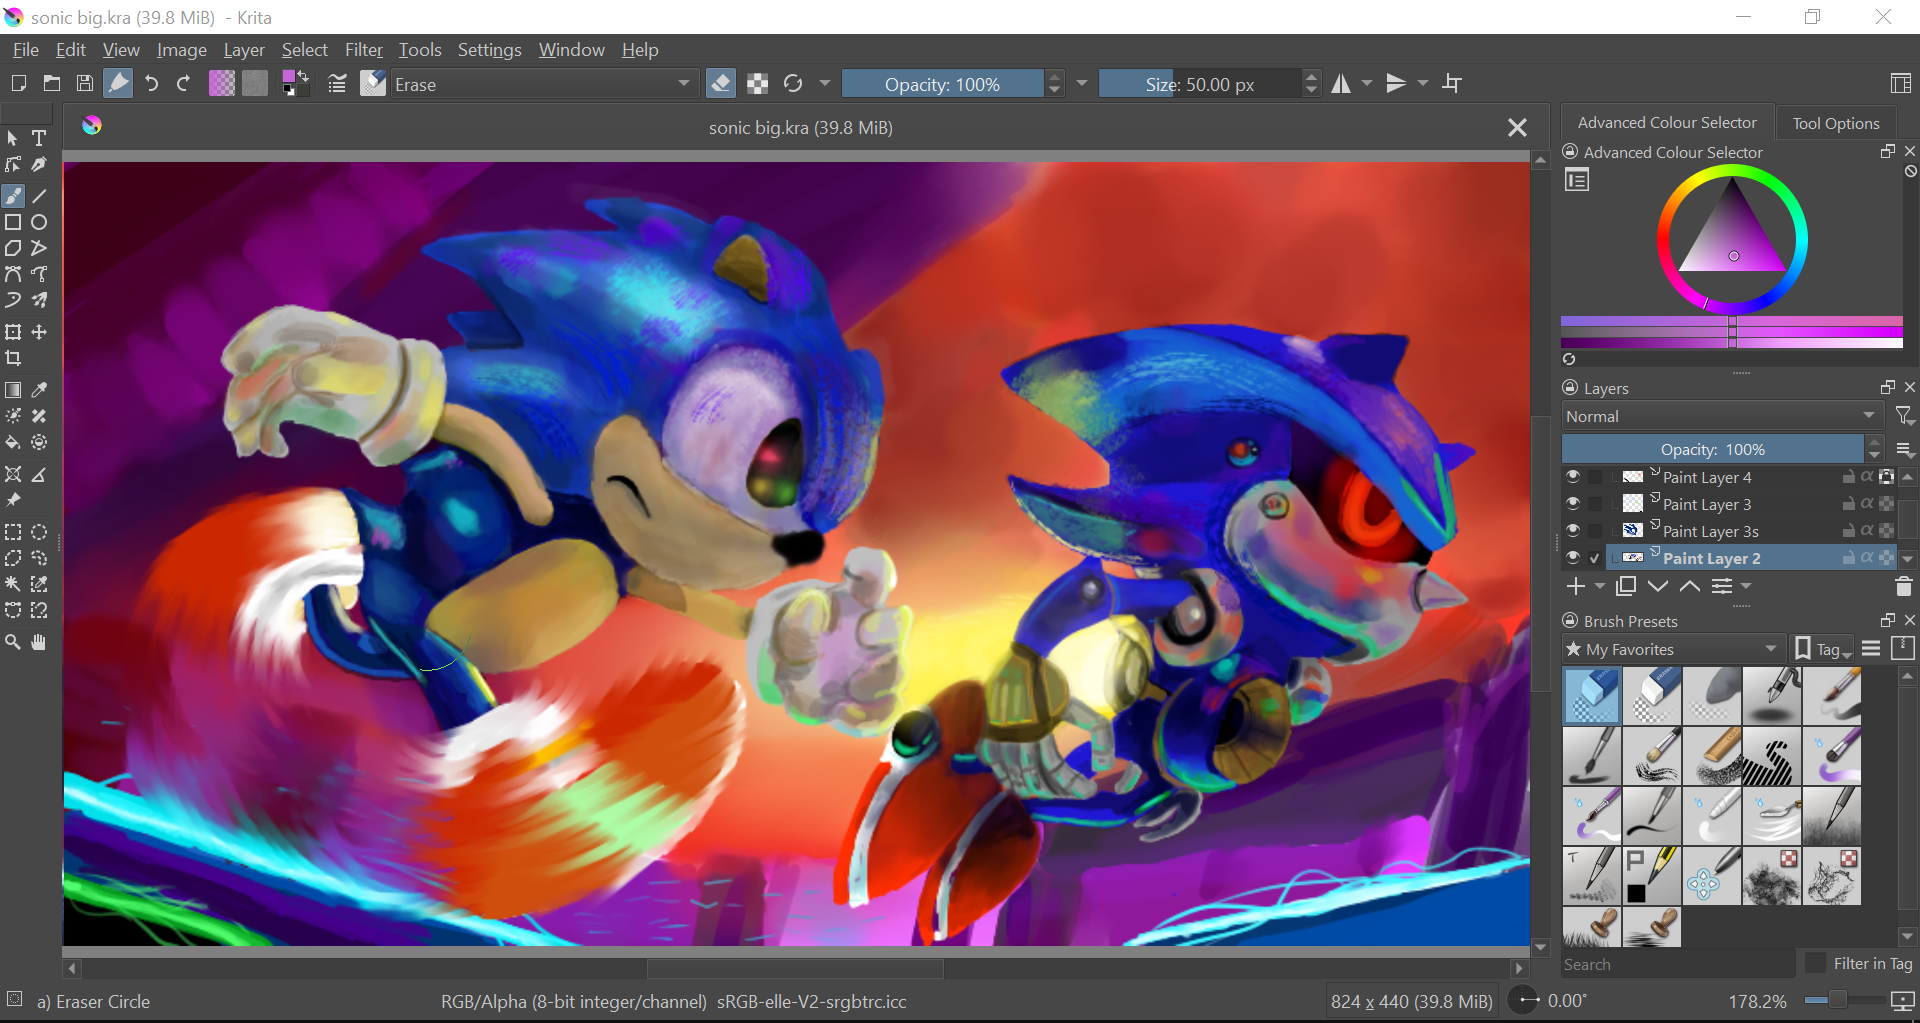 sonic big.kra (39.8 MiB) - Krita
File Edit View Image Layer Select Filter Tools Settings Window Help
Erase Opacity: 100% Size: 50.00 px
sonic big.kra (39.8 MiB)
Advanced Colour Selector Tool Options
Advanced Colour Selector
Layers
Normal
Opacity: 100%
Paint Layer 4
Paint Layer 3
Paint Layer 3s
Paint Layer 2
Brush Presets
My Favorites Tag
Search Filter in Tag
a) Eraser Circle RGB/Alpha (8-bit integer/channel) sRGB-elle-V2-srgbtrc.icc 824 x 440 (39.8 MiB) 0.00° 178.2%